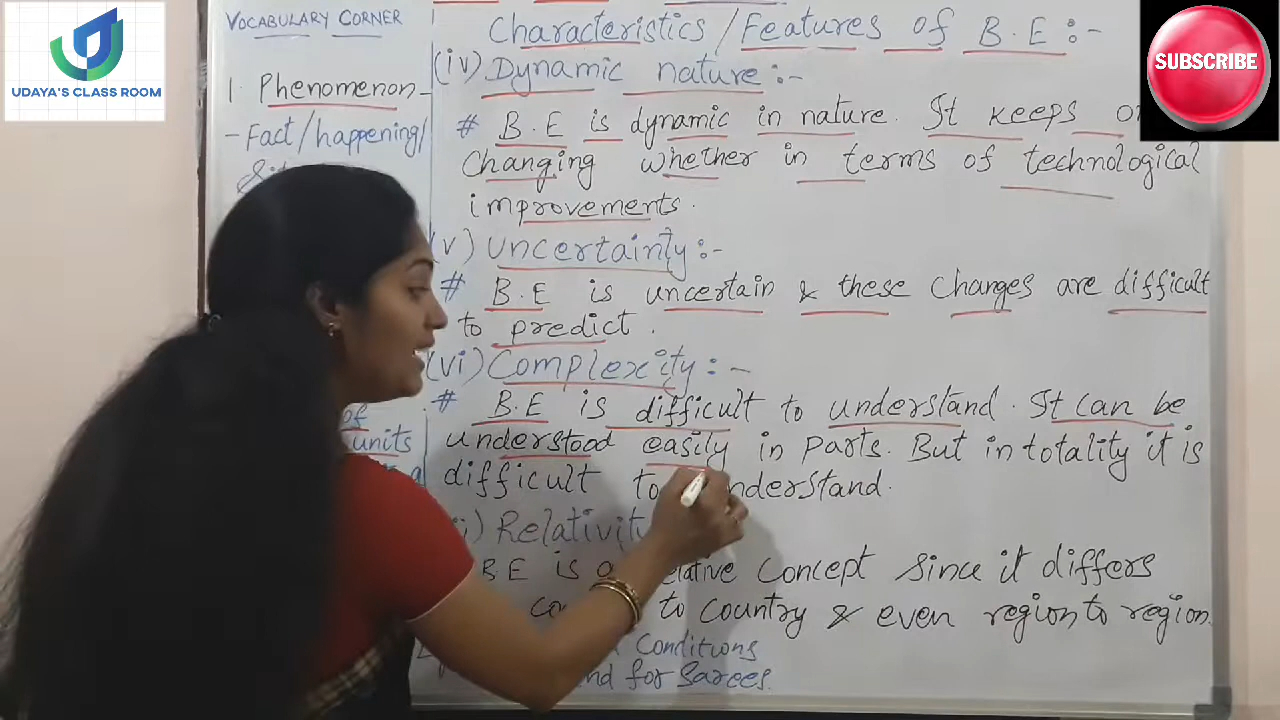 VOCABULARY CORNER
UDAYA'S CLASS ROOM
SUBSCRIBE
1. Phenomenon -
- Fact/happening/
of
units
Characteristics/Features of B.E :-
(iv) Dynamic nature :-
# B.E is dynamic in nature. It keeps
Changing whether in terms of technological
improvements.
(v) Uncertainty :-
# B.E is uncertain & these changes are difficult
to predict.
(vi) Complexity :-
# B.E is difficult to understand. It can be
understood easily in parts. But in totality it is
difficult to understand.
Relativity
B.E is a relative concept since it differs
to country & even region to region.
Conditions
for Sarees.